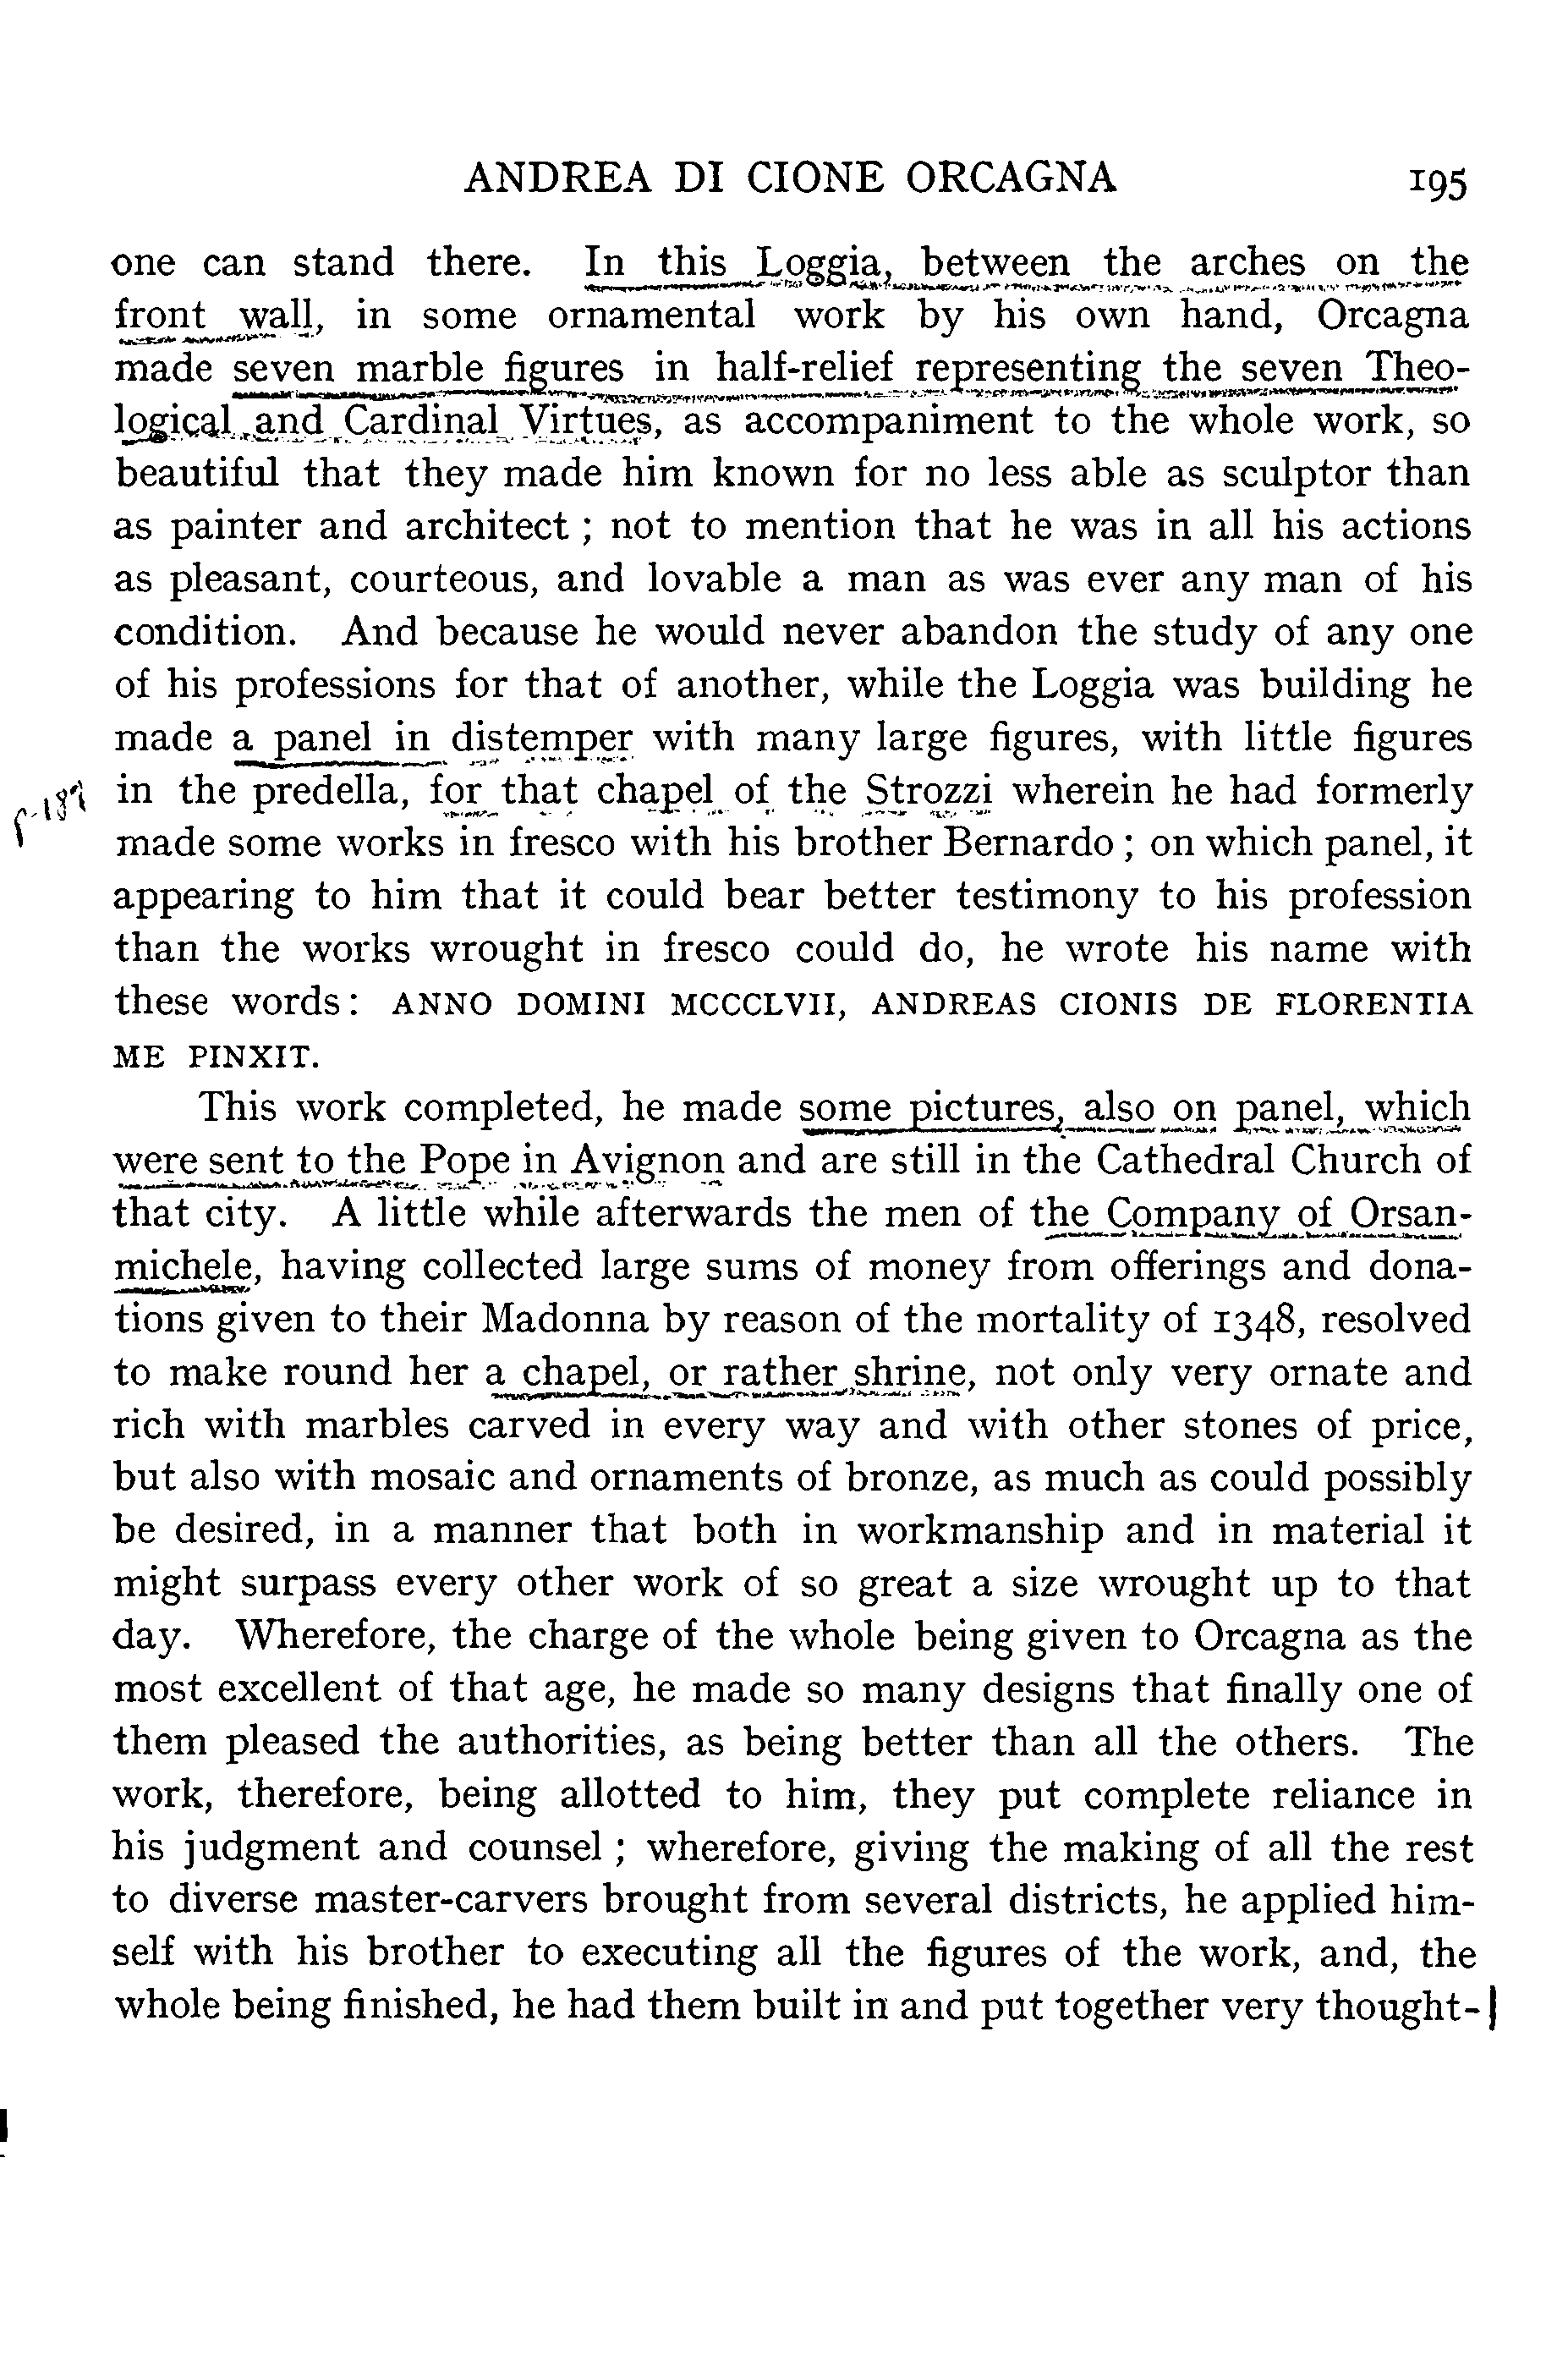 ANDREA DI CIONE ORCAGNA 195
one can stand there. In this Loggia, between the arches on the
front wall, in some ornamental work by his own hand, Orcagna
made seven marble figures in half-relief representing the seven Theo-
logical and Cardinal Virtues, as accompaniment to the whole work, so
beautiful that they made him known for no less able as sculptor than
as painter and architect ; not to mention that he was in all his actions
as pleasant, courteous, and lovable a man as was ever any man of his
condition. And because he would never abandon the study of any one
of his professions for that of another, while the Loggia was building he
made a panel in distemper with many large figures, with little figures
p. 189
in the predella, for that chapel of the Strozzi wherein he had formerly
made some works in fresco with his brother Bernardo ; on which panel, it
appearing to him that it could bear better testimony to his profession
than the works wrought in fresco could do, he wrote his name with
these words: ANNO DOMINI MCCCLVII, ANDREAS CIONIS DE FLORENTIA
ME PINXIT.
This work completed, he made some pictures, also on panel, which
were sent to the Pope in Avignon and are still in the Cathedral Church of
that city. A little while afterwards the men of the Company of Orsan-
michele, having collected large sums of money from offerings and dona-
tions given to their Madonna by reason of the mortality of 1348, resolved
to make round her a chapel, or rather shrine, not only very ornate and
rich with marbles carved in every way and with other stones of price,
but also with mosaic and ornaments of bronze, as much as could possibly
be desired, in a manner that both in workmanship and in material it
might surpass every other work of so great a size wrought up to that
day. Wherefore, the charge of the whole being given to Orcagna as the
most excellent of that age, he made so many designs that finally one of
them pleased the authorities, as being better than all the others. The
work, therefore, being allotted to him, they put complete reliance in
his judgment and counsel ; wherefore, giving the making of all the rest
to diverse master-carvers brought from several districts, he applied him-
self with his brother to executing all the figures of the work, and, the
whole being finished, he had them built in and put together very thought-